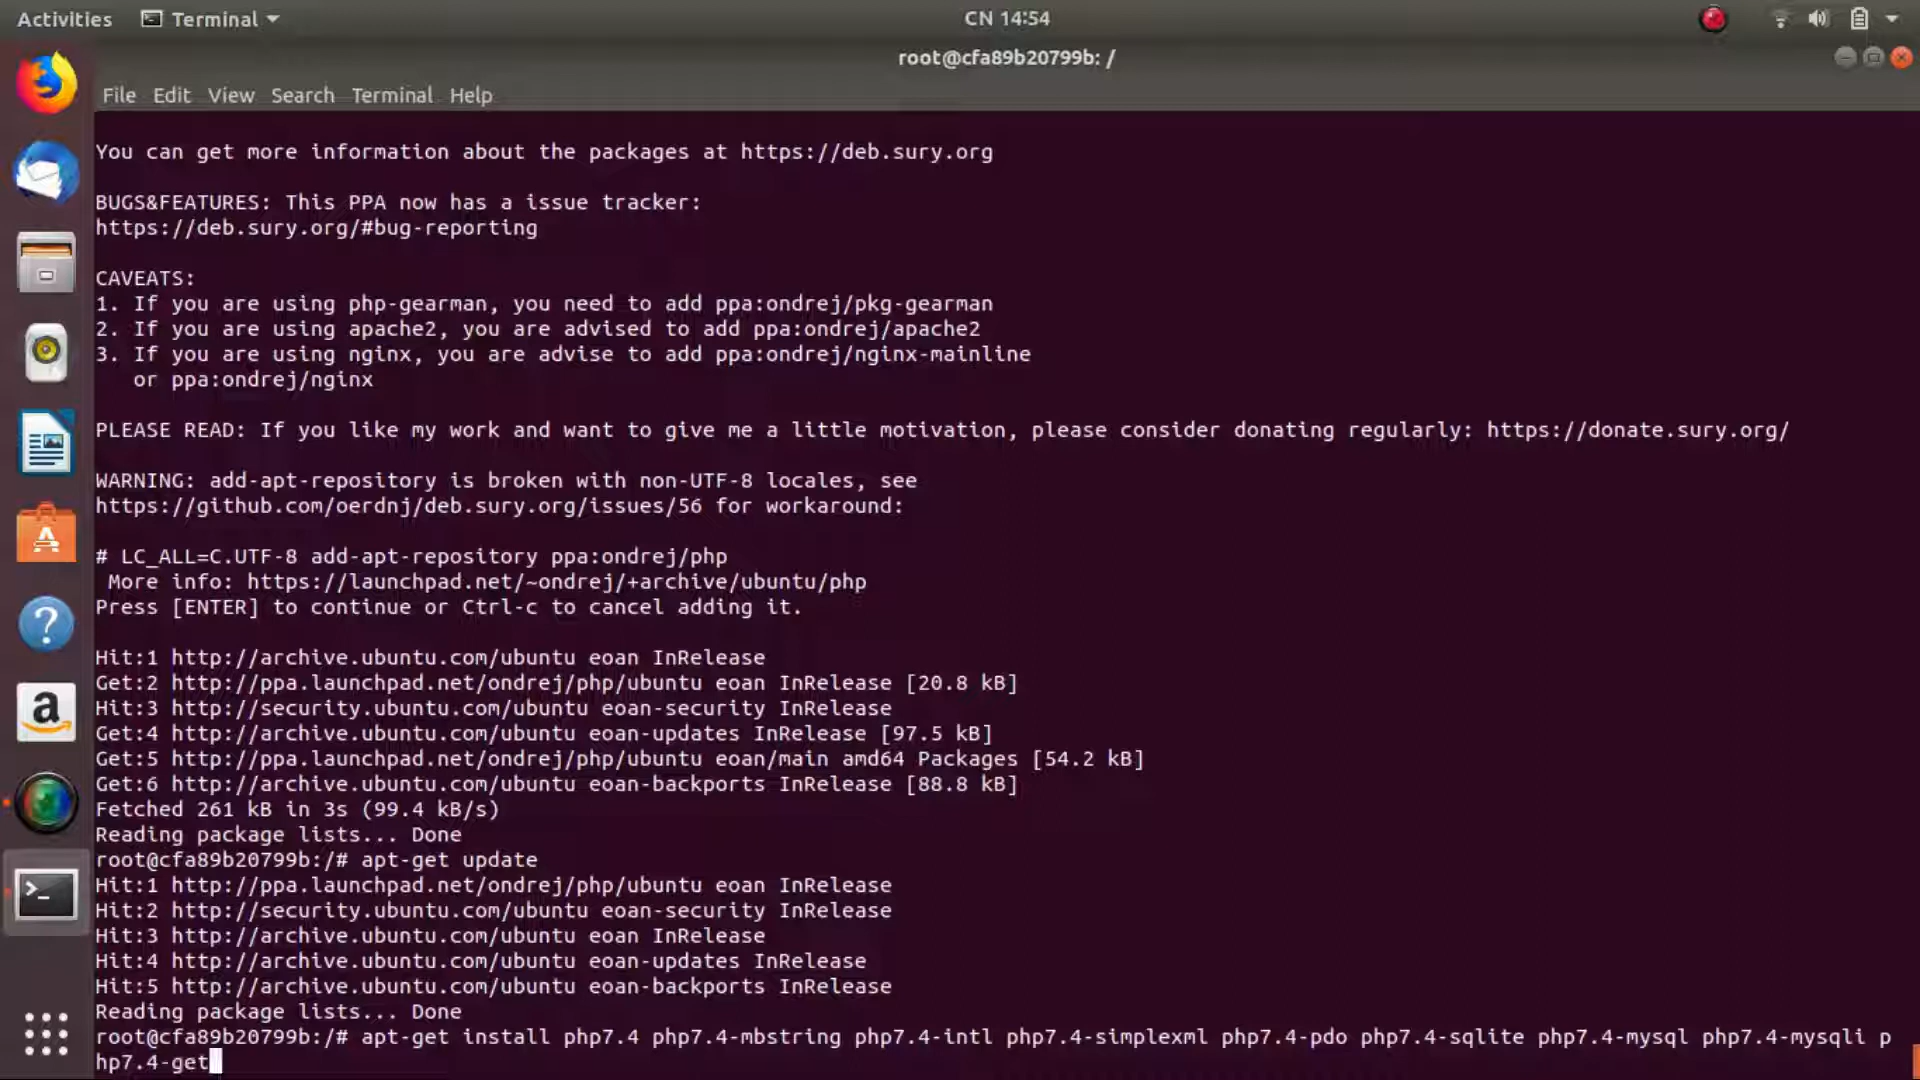 Activities Terminal CN 14:54
root@cfa89b20799b: /
File Edit View Search Terminal Help
You can get more information about the packages at https://deb.sury.org
BUGS&FEATURES: This PPA now has a issue tracker:
https://deb.sury.org/#bug-reporting
CAVEATS:
1. If you are using php-gearman, you need to add ppa:ondrej/pkg-gearman
2. If you are using apache2, you are advised to add ppa:ondrej/apache2
3. If you are using nginx, you are advise to add ppa:ondrej/nginx-mainline
or ppa:ondrej/nginx
PLEASE READ: If you like my work and want to give me a little motivation, please consider donating regularly: https://donate.sury.org/
WARNING: add-apt-repository is broken with non-UTF-8 locales, see
https://github.com/oerdnj/deb.sury.org/issues/56 for workaround:
# LC_ALL=C.UTF-8 add-apt-repository ppa:ondrej/php
More info: https://launchpad.net/~ondrej/+archive/ubuntu/php
Press [ENTER] to continue or Ctrl-c to cancel adding it.
Hit:1 http://archive.ubuntu.com/ubuntu eoan InRelease
Get:2 http://ppa.launchpad.net/ondrej/php/ubuntu eoan InRelease [20.8 kB]
Hit:3 http://security.ubuntu.com/ubuntu eoan-security InRelease
Get:4 http://archive.ubuntu.com/ubuntu eoan-updates InRelease [97.5 kB]
Get:5 http://ppa.launchpad.net/ondrej/php/ubuntu eoan/main amd64 Packages [54.2 kB]
Get:6 http://archive.ubuntu.com/ubuntu eoan-backports InRelease [88.8 kB]
Fetched 261 kB in 3s (99.4 kB/s)
Reading package lists... Done
root@cfa89b20799b:/# apt-get update
Hit:1 http://ppa.launchpad.net/ondrej/php/ubuntu eoan InRelease
Hit:2 http://security.ubuntu.com/ubuntu eoan-security InRelease
Hit:3 http://archive.ubuntu.com/ubuntu eoan InRelease
Hit:4 http://archive.ubuntu.com/ubuntu eoan-updates InRelease
Hit:5 http://archive.ubuntu.com/ubuntu eoan-backports InRelease
Reading package lists... Done
root@cfa89b20799b:/# apt-get install php7.4 php7.4-mbstring php7.4-intl php7.4-simplexml php7.4-pdo php7.4-sqlite php7.4-mysql php7.4-mysqli p
hp7.4-get